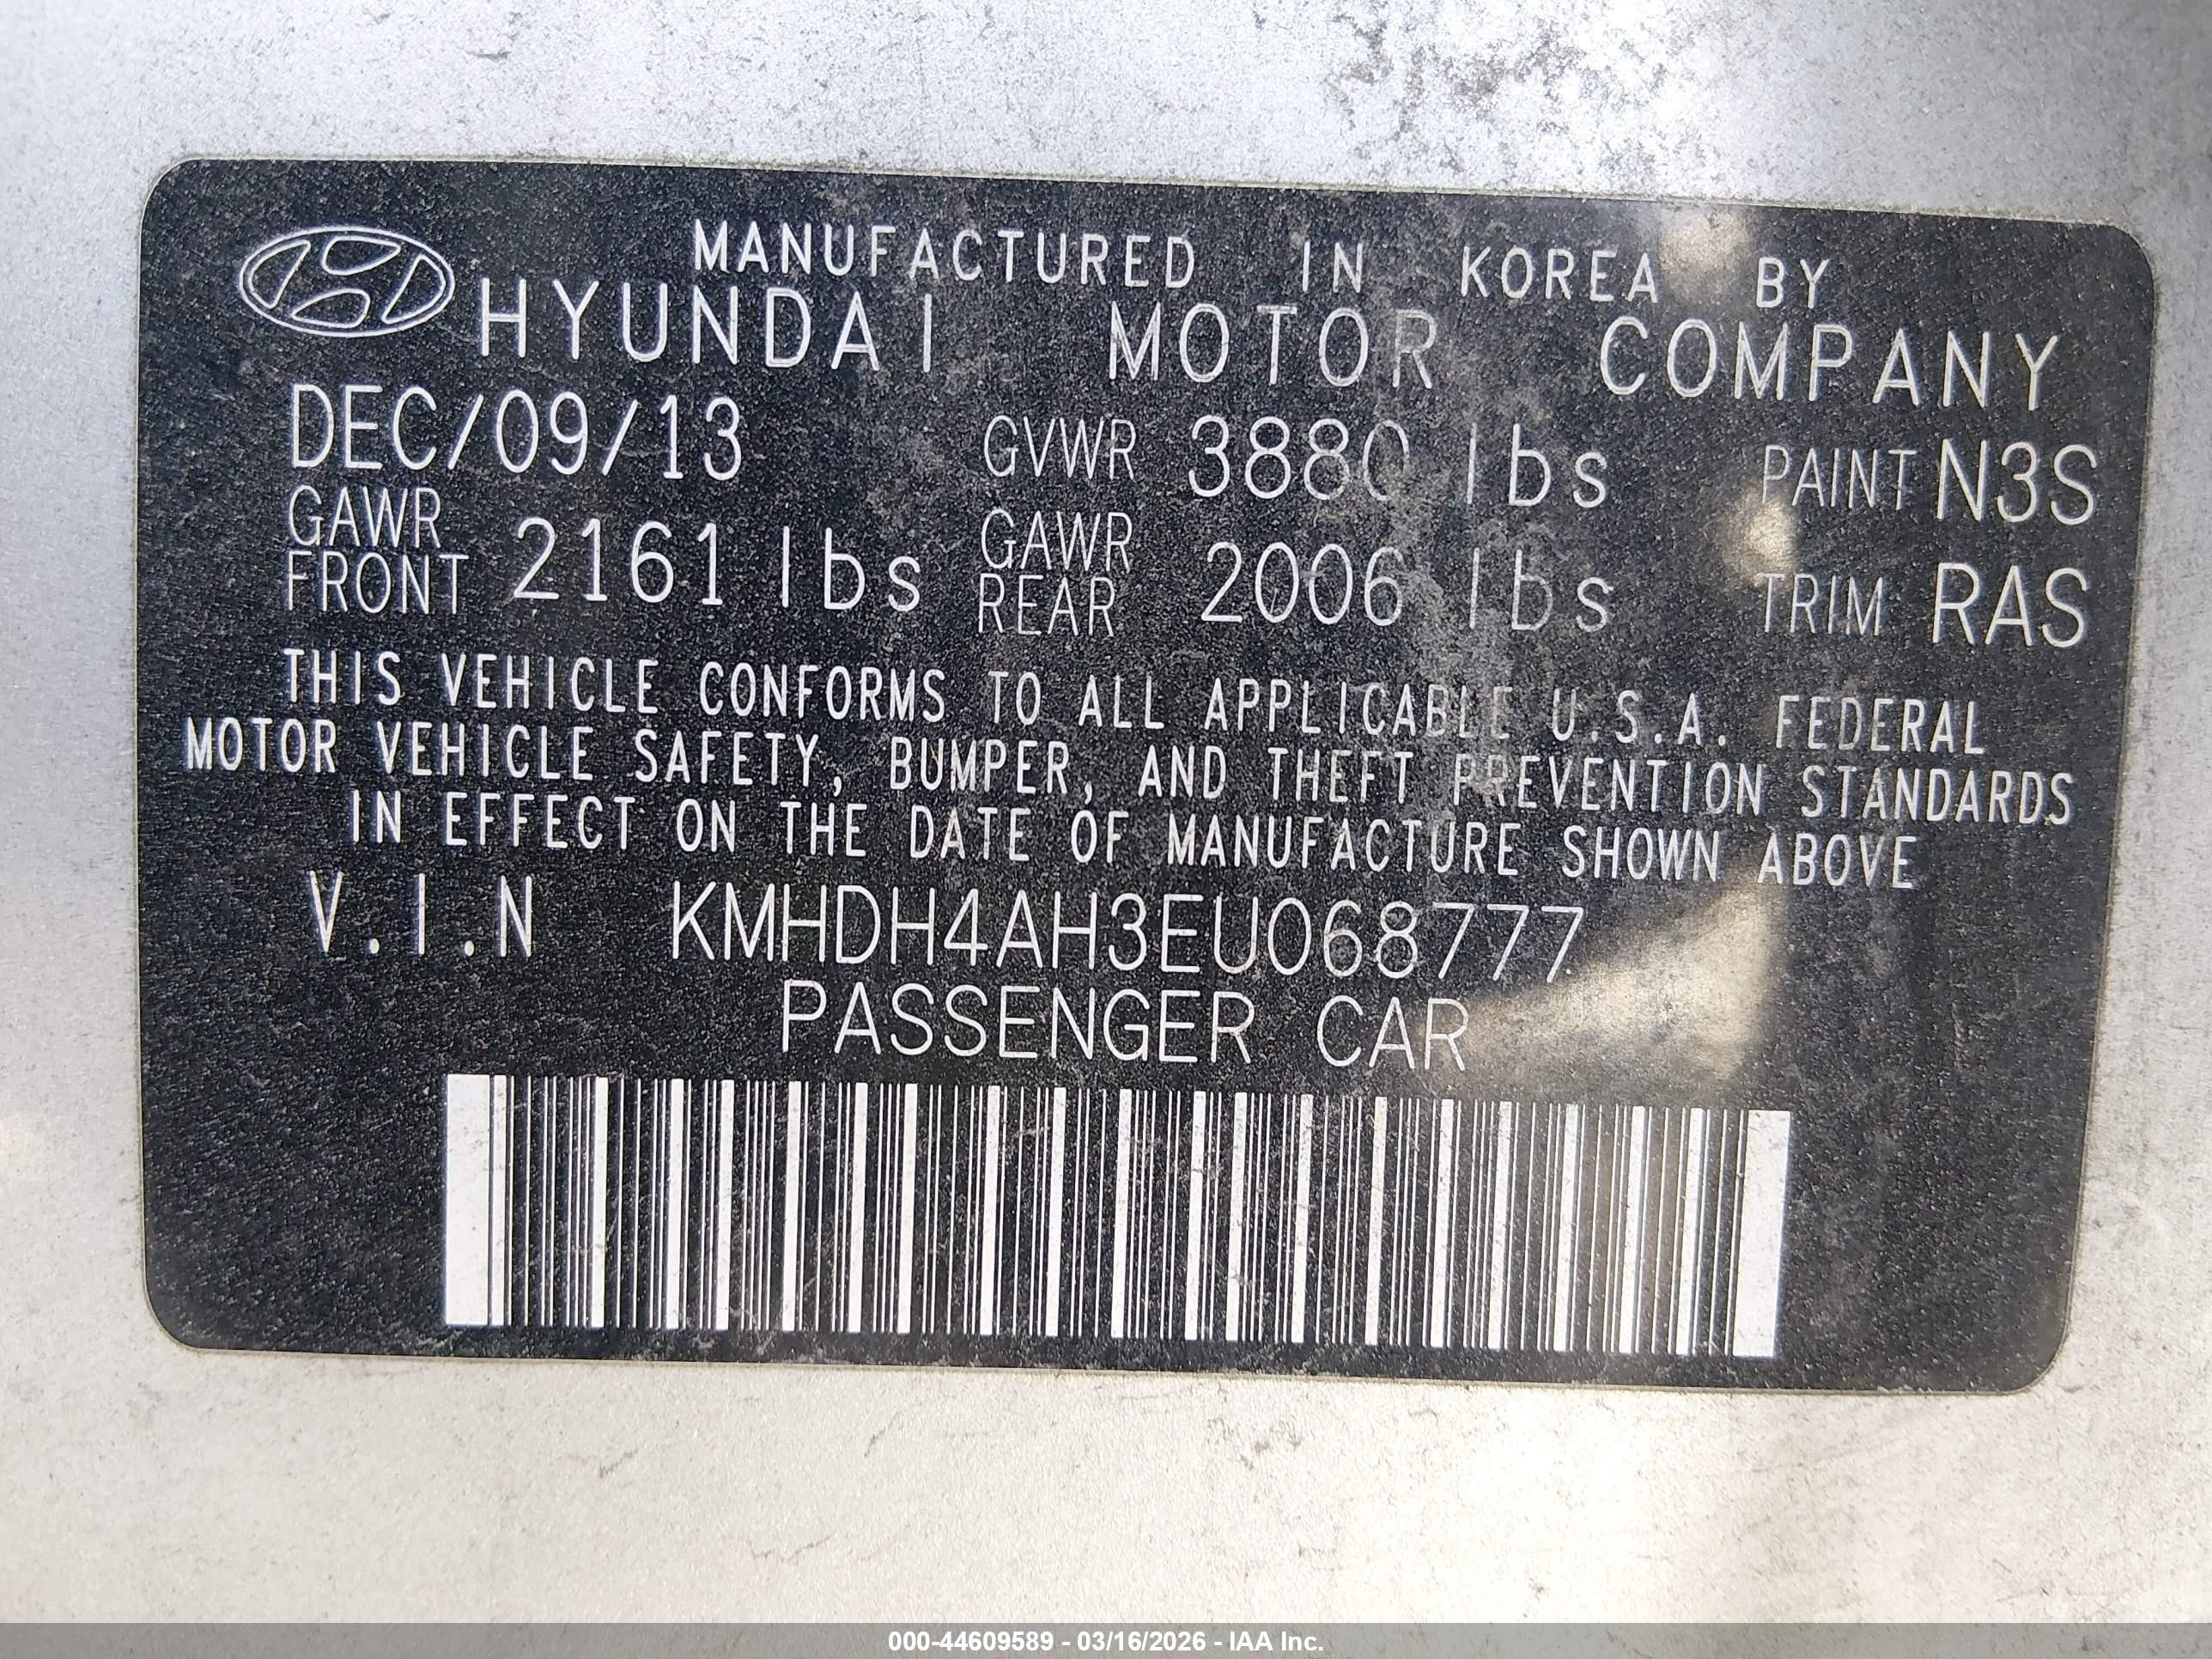 MANUFACTURED IN KOREA BY
HYUNDAI MOTOR COMPANY
DEC/09/13 GVWR 3880 lbs PAINT N3S
GAWR FRONT 2161 lbs GAWR REAR 2006 lbs TRIM RAS
THIS VEHICLE CONFORMS TO ALL APPLICABLE U.S.A. FEDERAL
MOTOR VEHICLE SAFETY, BUMPER, AND THEFT PREVENTION STANDARDS
IN EFFECT ON THE DATE OF MANUFACTURE SHOWN ABOVE
V.I.N KMHDH4AH3EU068777
PASSENGER CAR
000-44609589 - 03/16/2026 - IAA Inc.